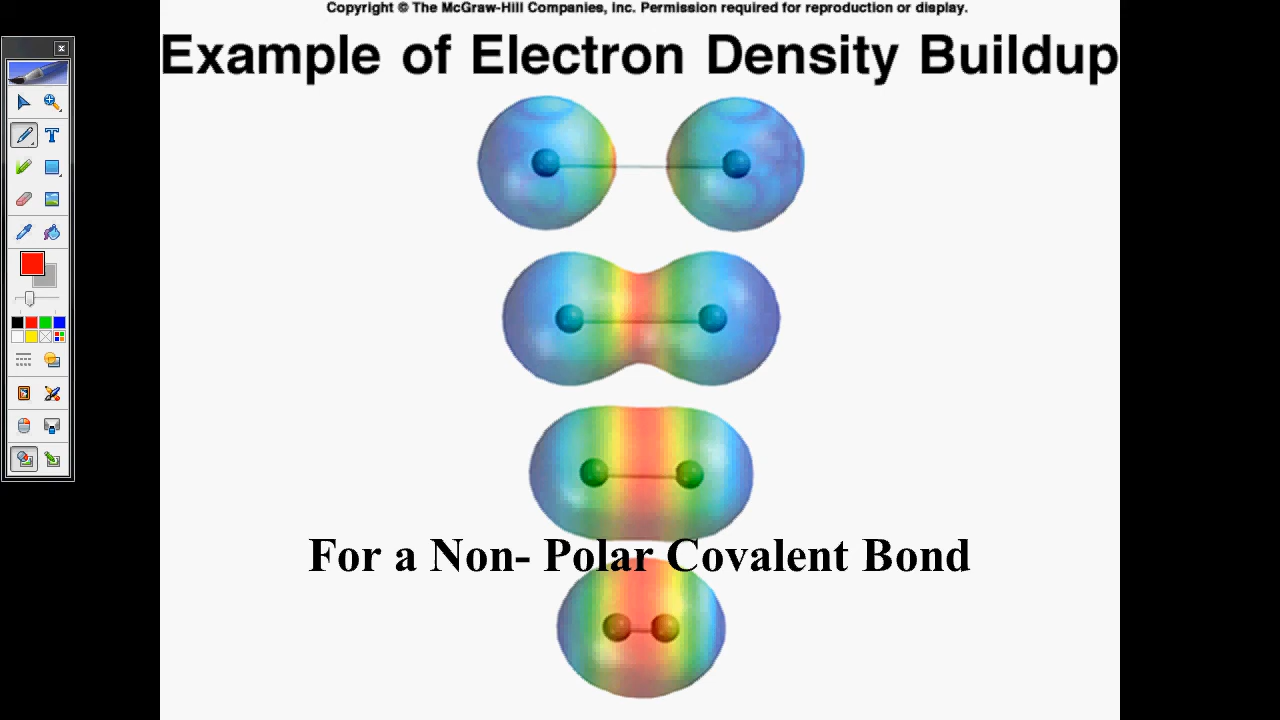 Copyright © The McGraw-Hill Companies, Inc. Permission required for reproduction or display.
Example of Electron Density Buildup
For a Non- Polar Covalent Bond